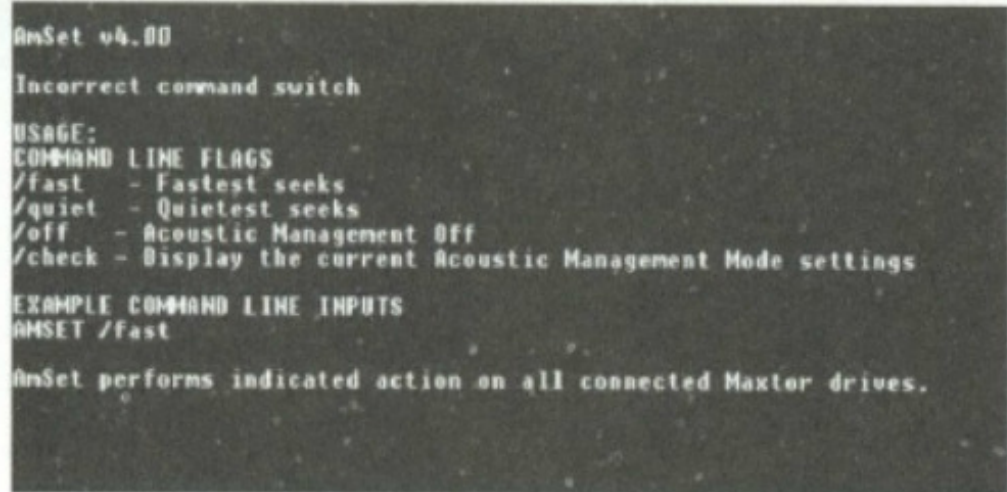 AmSet v4.00
Incorrect command switch
USAGE:
COMMAND LINE FLAGS
/fast - Fastest seeks
/quiet - Quietest seeks
/off - Acoustic Management Off
/check - Display the current Acoustic Management Mode settings
EXAMPLE COMMAND LINE INPUTS
AMSET /fast
AmSet performs indicated action on all connected Maxtor drives.